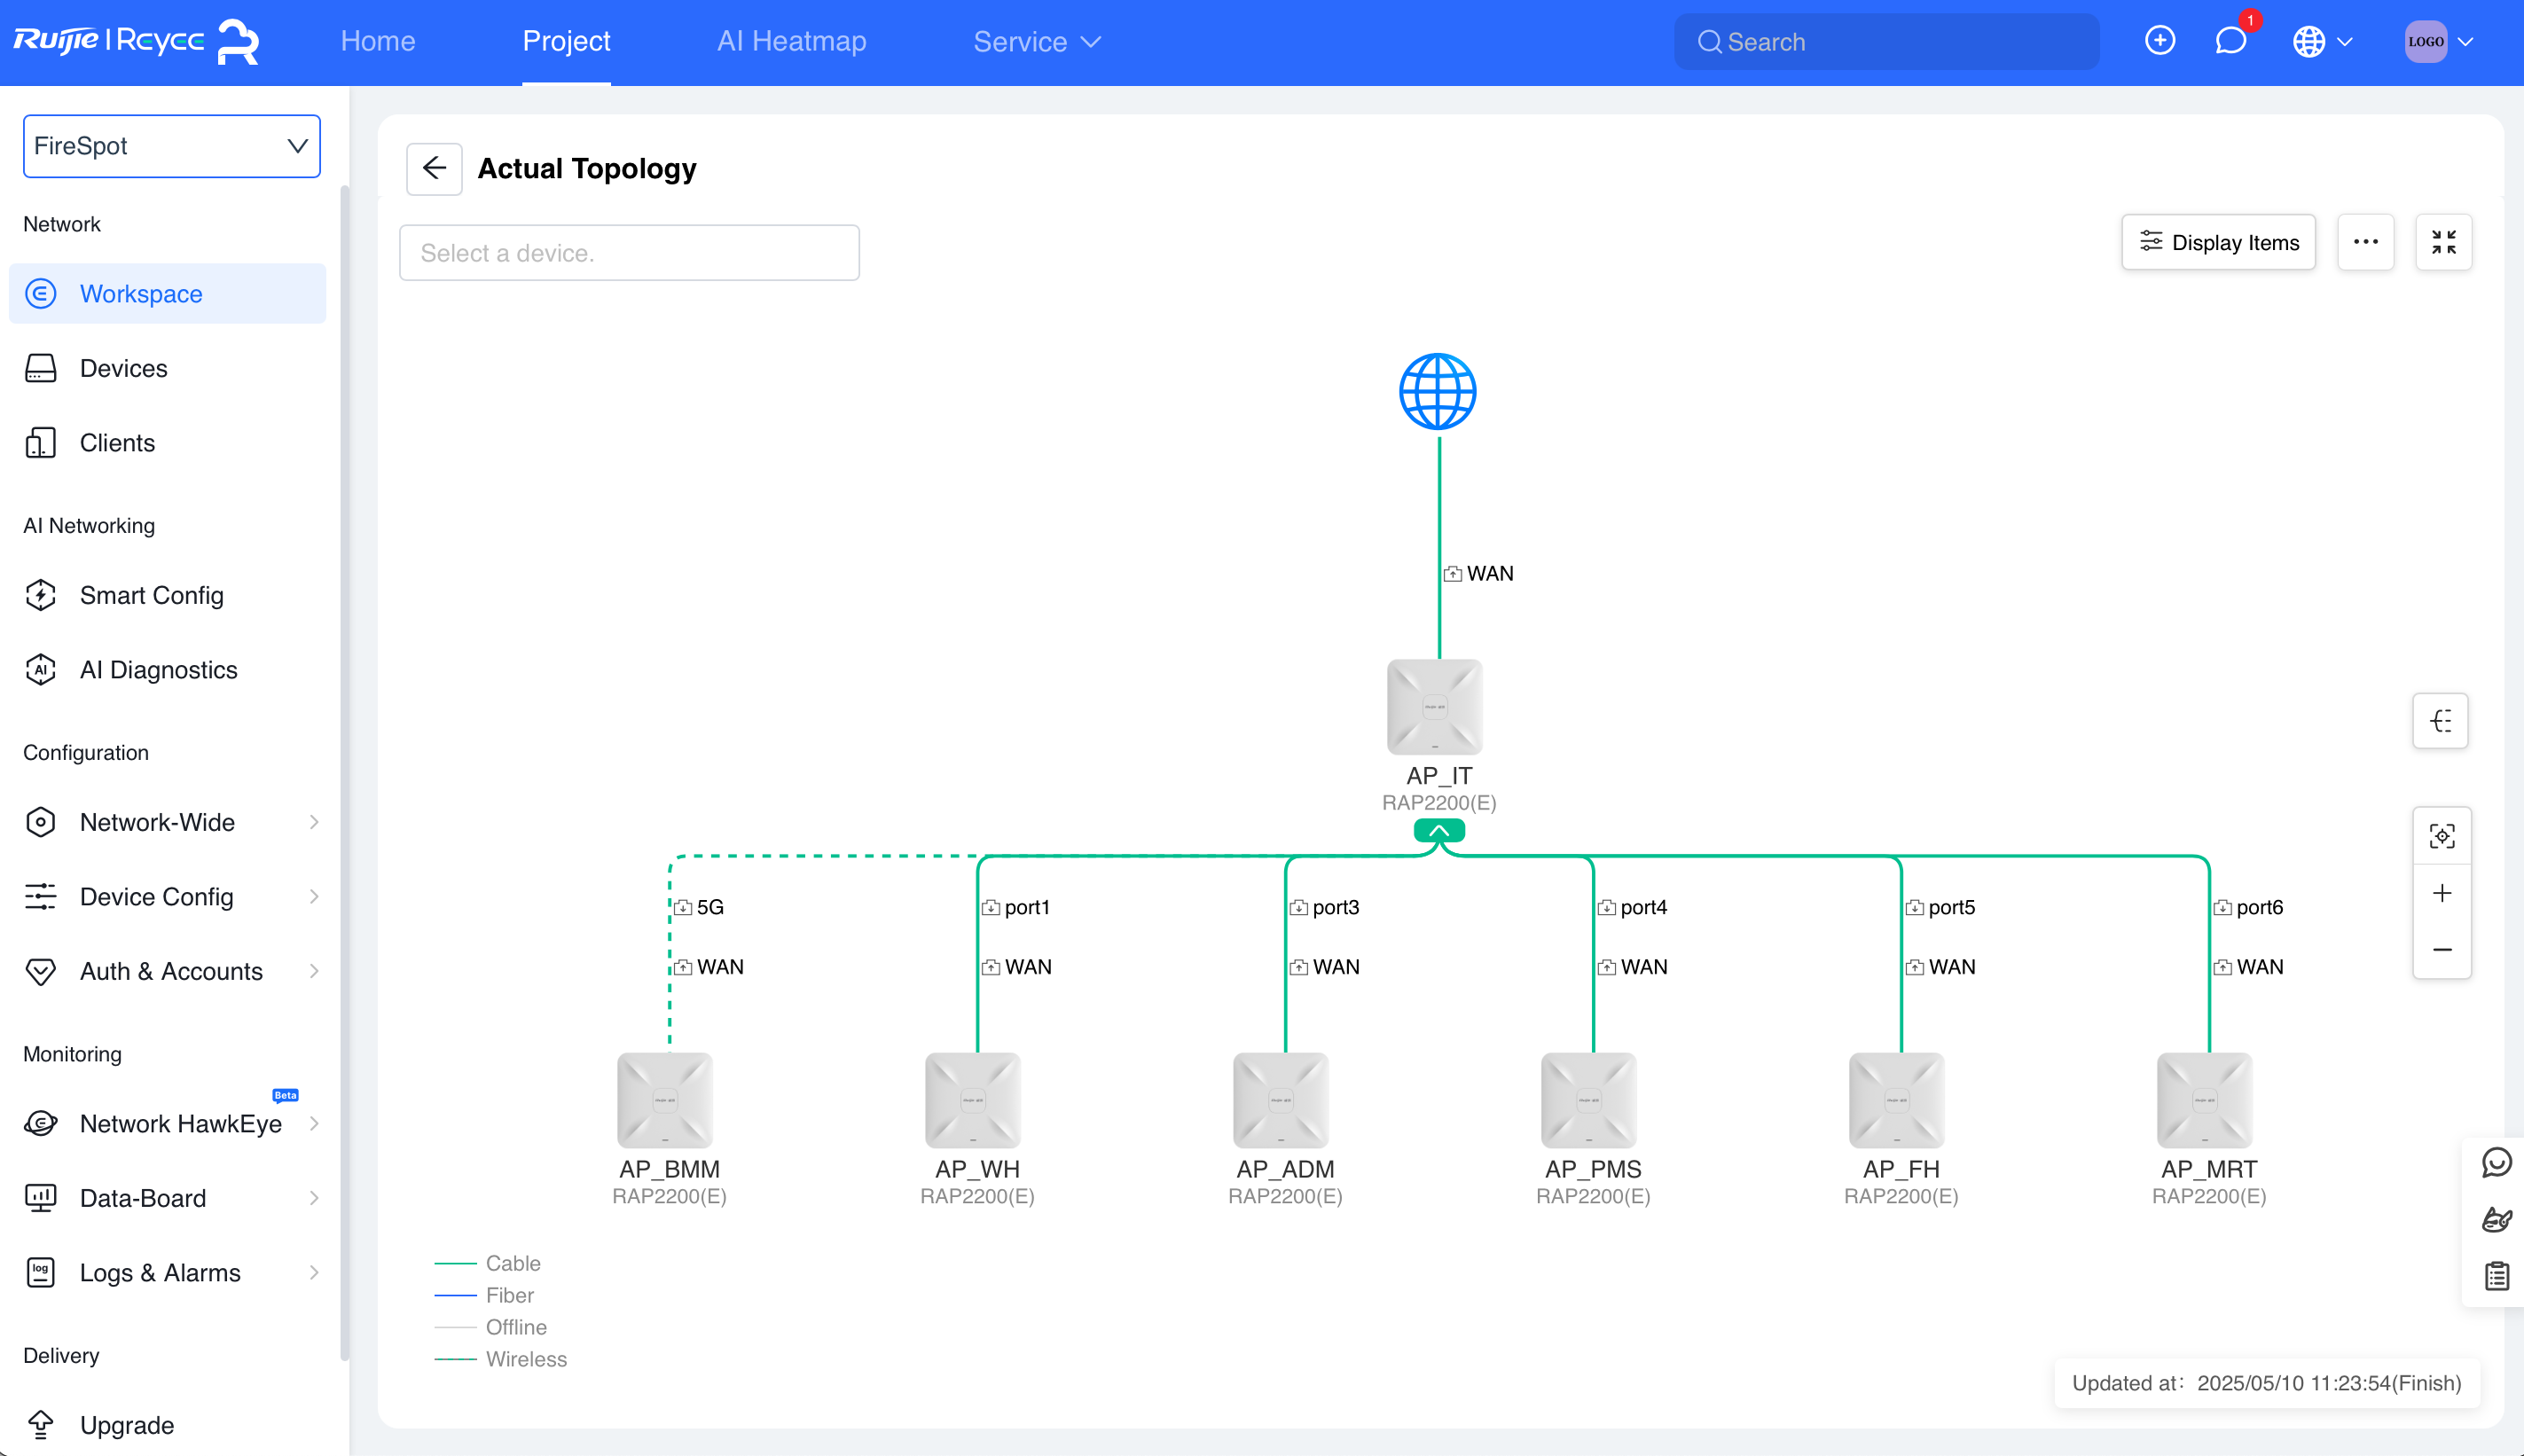 Ruijie | Reyee
Home
Project
AI Heatmap
Service
Search
1
LOGO
FireSpot
Network
Workspace
Devices
Clients
AI Networking
Smart Config
AI Diagnostics
Configuration
Network-Wide
Device Config
Auth & Accounts
Monitoring
Beta
Network HawkEye
Data-Board
log
Logs & Alarms
Delivery
Upgrade
Actual Topology
Select a device.
Display Items
WAN
AP_IT
RAP2200(E)
5G
port1
port3
port4
port5
port6
WAN
WAN
WAN
WAN
WAN
WAN
AP_BMM
AP_WH
AP_ADM
AP_PMS
AP_FH
AP_MRT
RAP2200(E)
RAP2200(E)
RAP2200(E)
RAP2200(E)
RAP2200(E)
RAP2200(E)
Cable
Fiber
Offline
Wireless
Updated at: 2025/05/10 11:23:54(Finish)